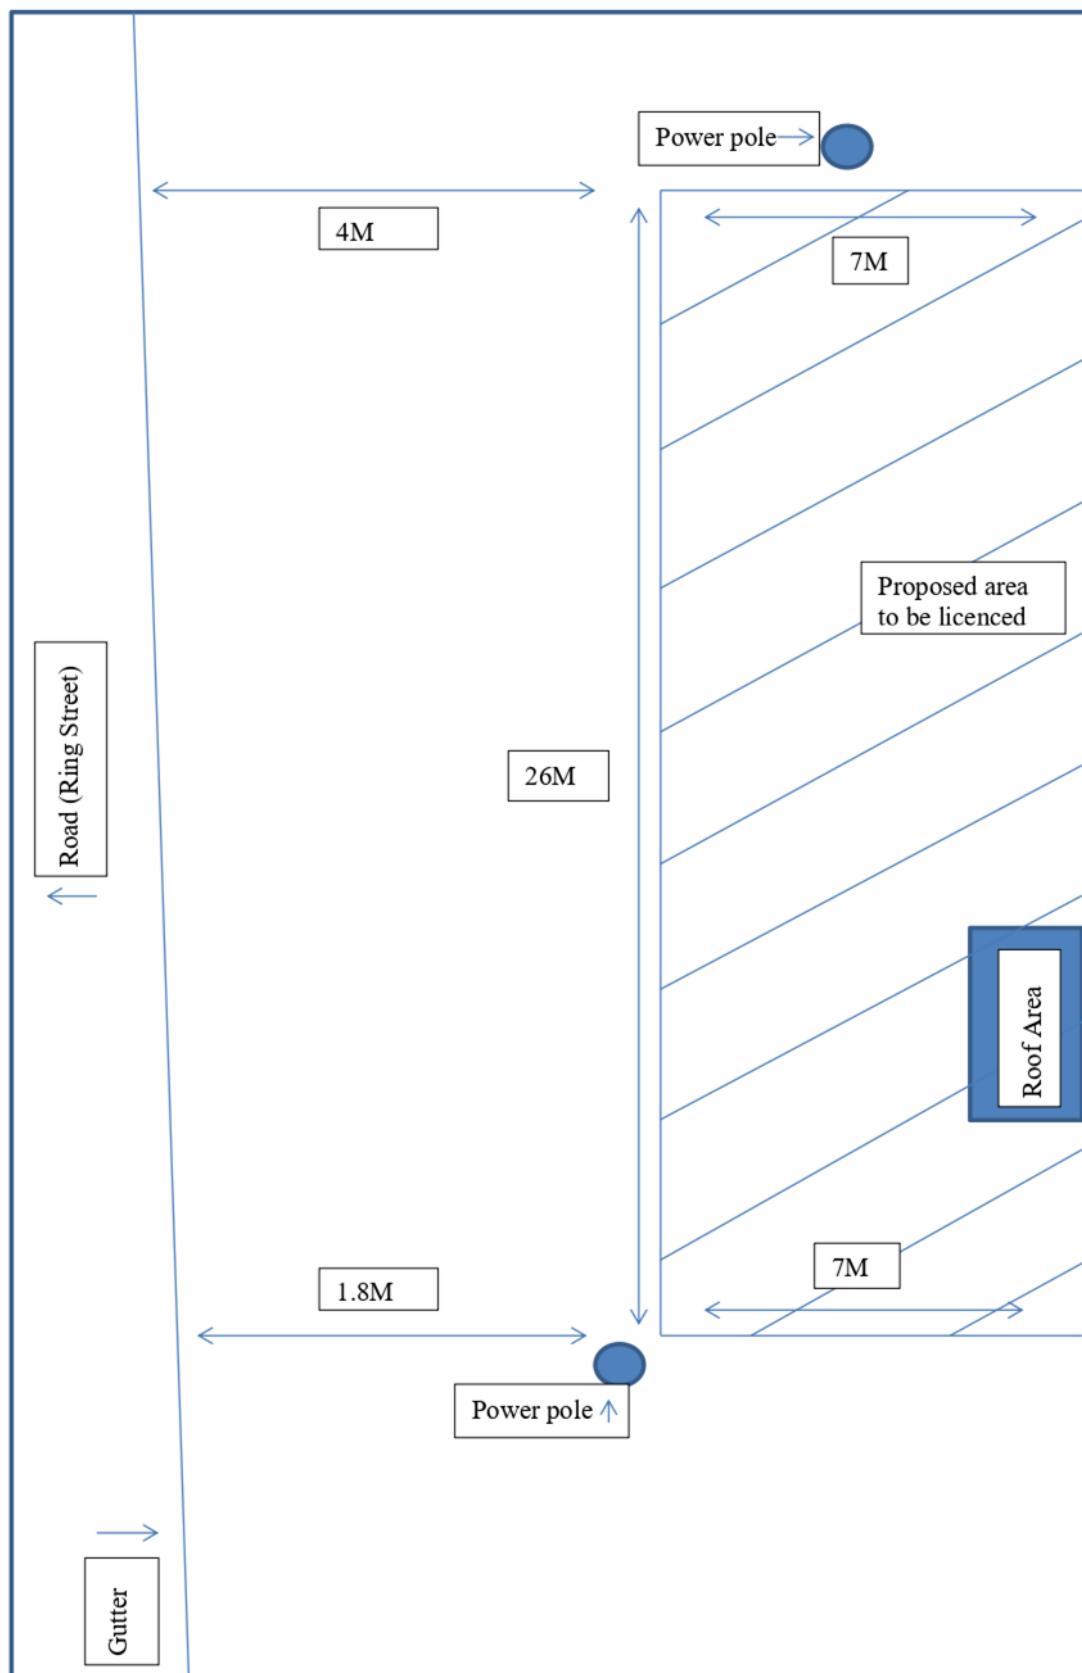 Power pole
4M
7M
Proposed area
to be licenced
Road (Ring Street)
26M
Roof Area
7M
1.8M
Power pole
Gutter